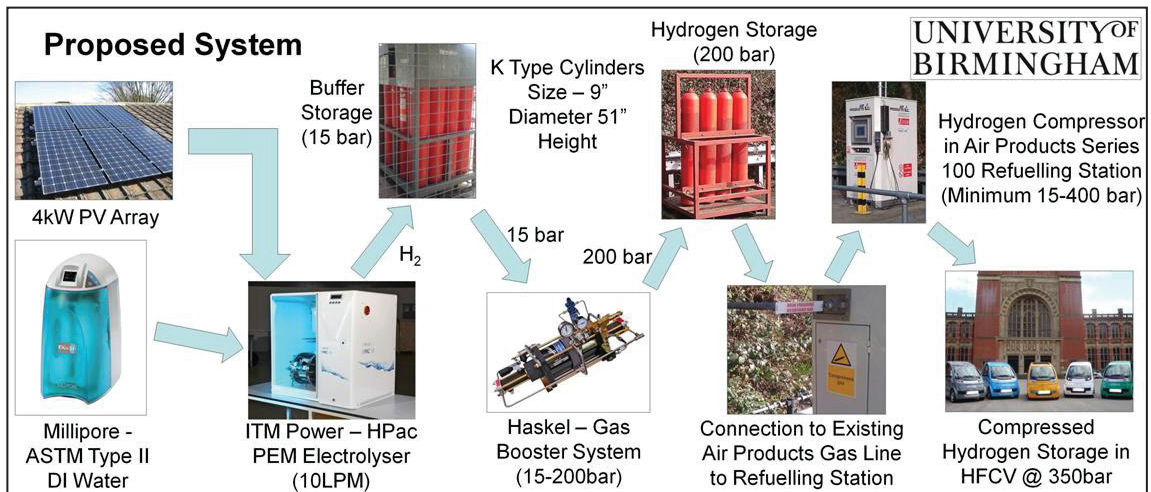 Proposed System
UNIVERSITY OF
BIRMINGHAM
4kW PV Array
Millipore -
ASTM Type II
DI Water
ITM Power – HPac
PEM Electrolyser
(10LPM)
H2
Buffer
Storage
(15 bar)
K Type Cylinders
Size – 9”
Diameter 51”
Height
15 bar
Haskel – Gas
Booster System
(15-200bar)
200 bar
Hydrogen Storage
(200 bar)
Connection to Existing
Air Products Gas Line
to Refuelling Station
Compressed
gas
Hydrogen Compressor
in Air Products Series
100 Refuelling Station
(Minimum 15-400 bar)
Compressed
Hydrogen Storage in
HFCV @ 350bar